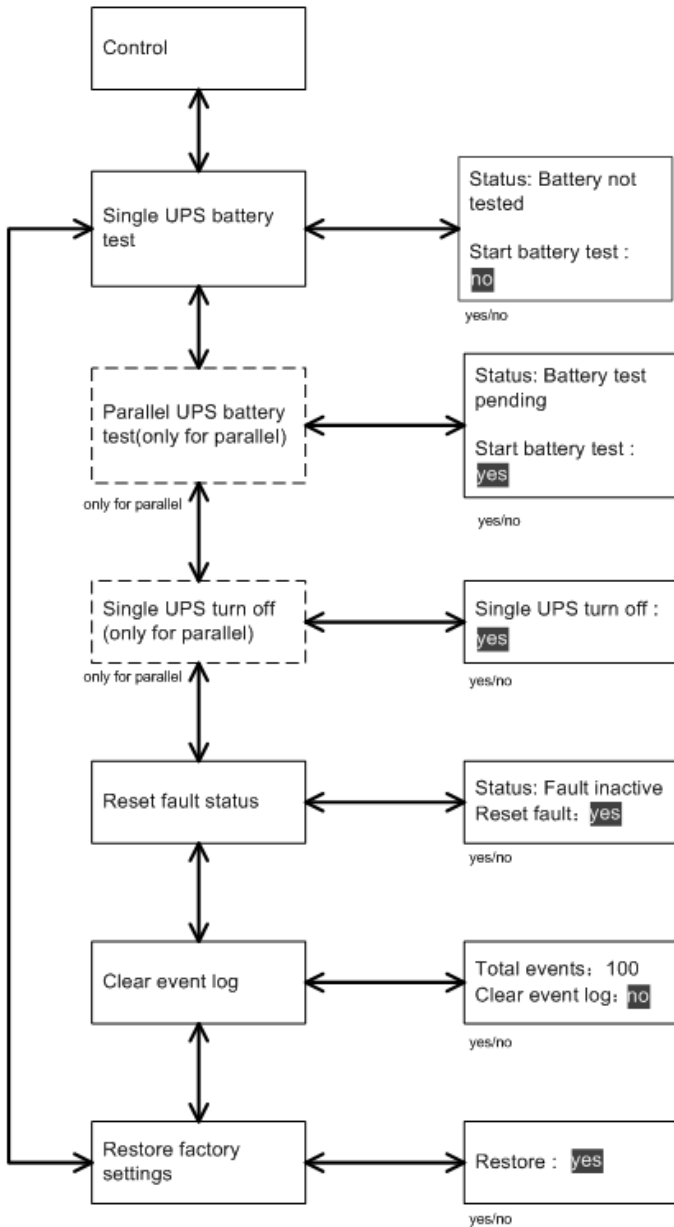 Control
Single UPS battery
test
Status: Battery not
tested
Start battery test :
no
yes/no
Parallel UPS battery
test(only for parallel)
only for parallel
Status: Battery test
pending
Start battery test :
yes
yes/no
Single UPS turn off
(only for parallel)
only for parallel
Single UPS turn off :
yes
yes/no
Reset fault status
Status: Fault inactive
Reset fault： yes
yes/no
Clear event log
Total events： 100
Clear event log： no
yes/no
Restore factory
settings
Restore : yes
yes/no